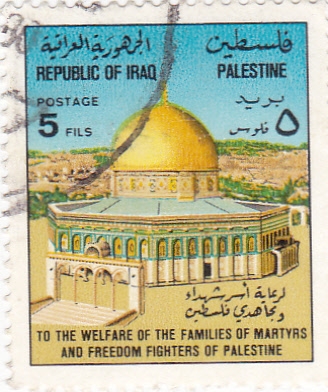 الجمهورية العراقية فلسطين
REPUBLIC OF IRAQ PALESTINE
POSTAGE بريد
5 FILS ٥ فلوس
لرعاية أسر شهداء
ومجاهدي فلسطين
TO THE WELFARE OF THE FAMILIES OF MARTYRS
AND FREEDOM FIGHTERS OF PALESTINE